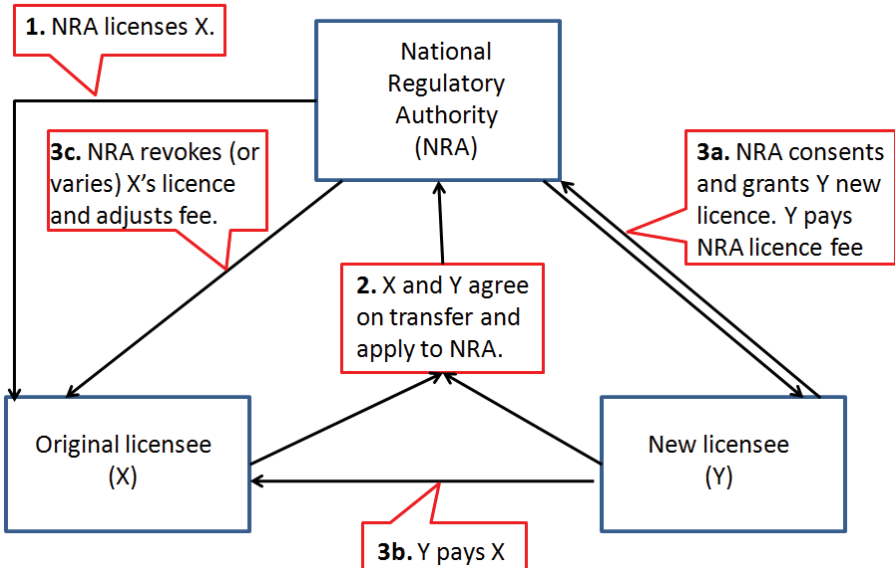 1. NRA licenses X.
National
Regulatory
Authority
(NRA)
3c. NRA revokes (or
varies) X's licence
and adjusts fee.
3a. NRA consents
and grants Y new
licence. Y pays
NRA licence fee
2. X and Y agree
on transfer and
apply to NRA.
Original licensee
(X)
New licensee
(Y)
3b. Y pays X